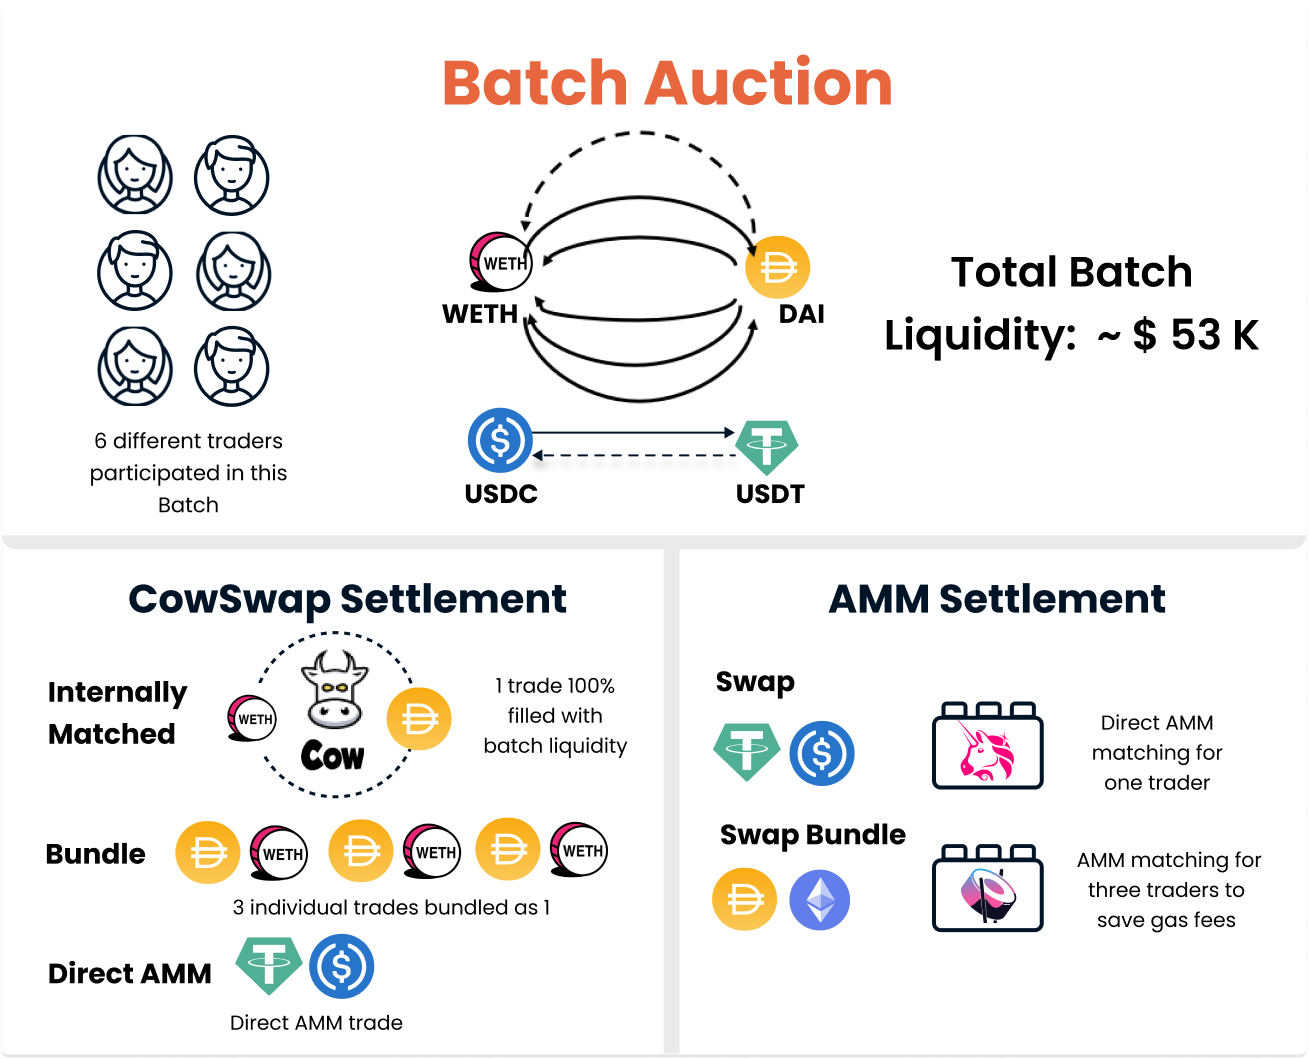 Batch Auction
WETH
WETH
DAI
Total Batch
Liquidity: ~ $ 53 K
6 different traders
participated in this
Batch
USDC
USDT
CowSwap Settlement
Internally
Matched
WETH
Cow
1 trade 100%
filled with
batch liquidity
Bundle
WETH
WETH
WETH
3 individual trades bundled as 1
Direct AMM
Direct AMM trade
AMM Settlement
Swap
Direct AMM
matching for
one trader
Swap Bundle
AMM matching for
three traders to
save gas fees